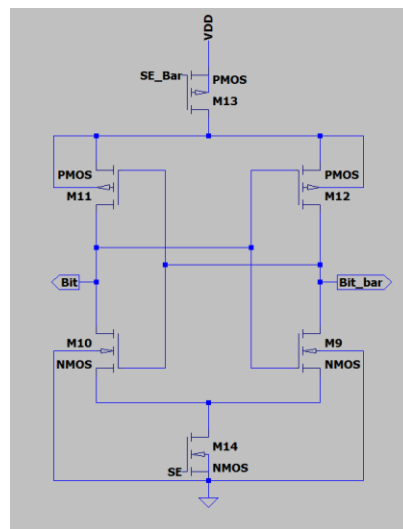 VDD
SE_Bar
PMOS
M13
PMOS
M11
PMOS
M12
Bit
Bit_bar
M10
NMOS
M9
NMOS
M14
SE
NMOS